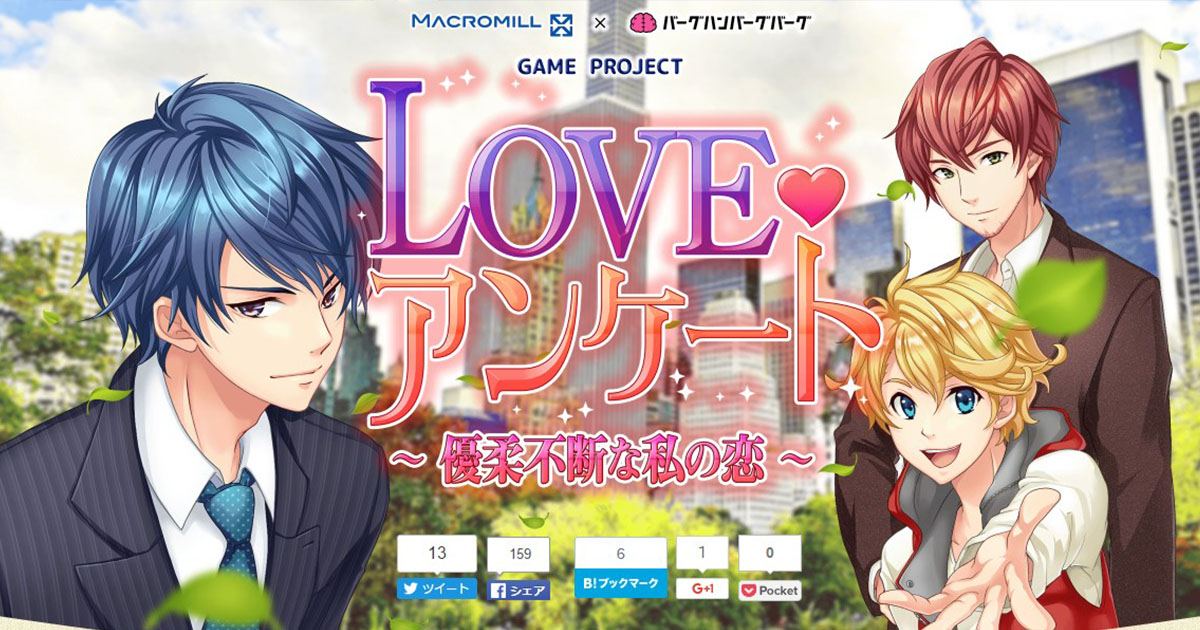 MACROMILL × バーグハンバーグバーグ
GAME PROJECT
LOVE♥
アンケート
～ 優柔不断な私の恋 ～
13 159 6 1 0
ツイート シェア B!ブックマーク G+1 Pocket